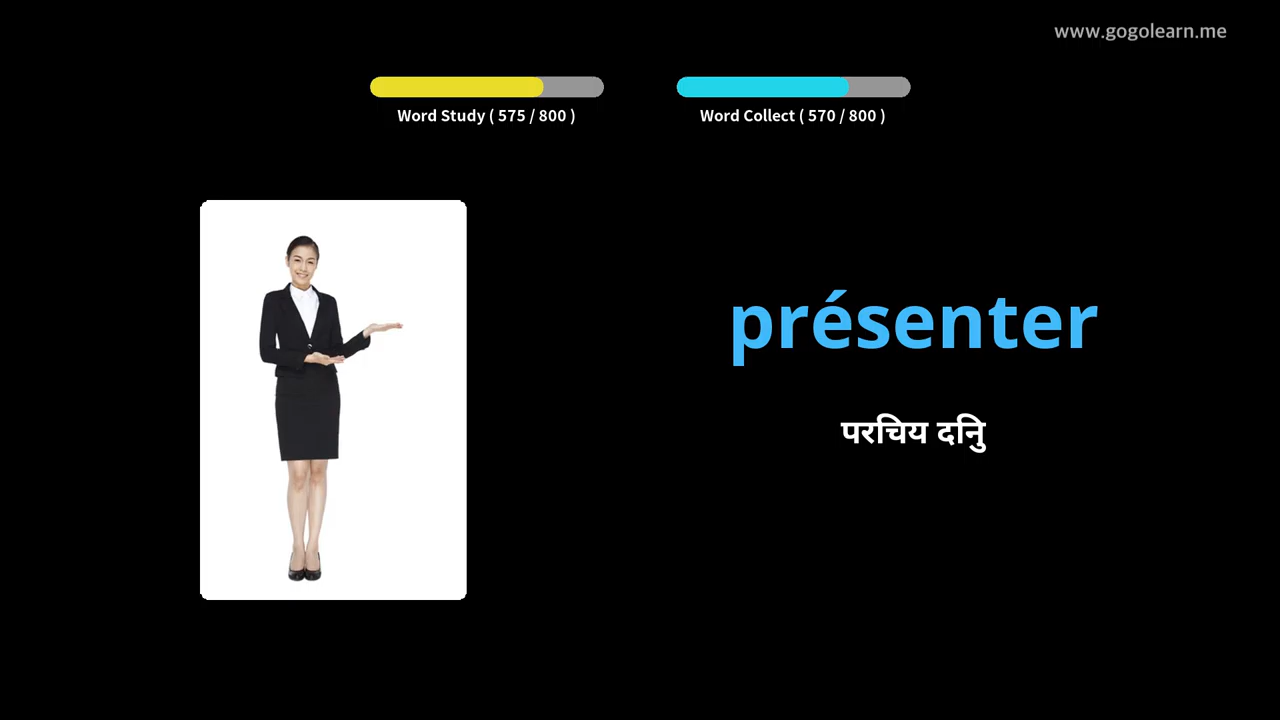 www.gogolearn.me
Word Study ( 575 / 800 )
Word Collect ( 570 / 800 )
présenter
परचिय दनिु